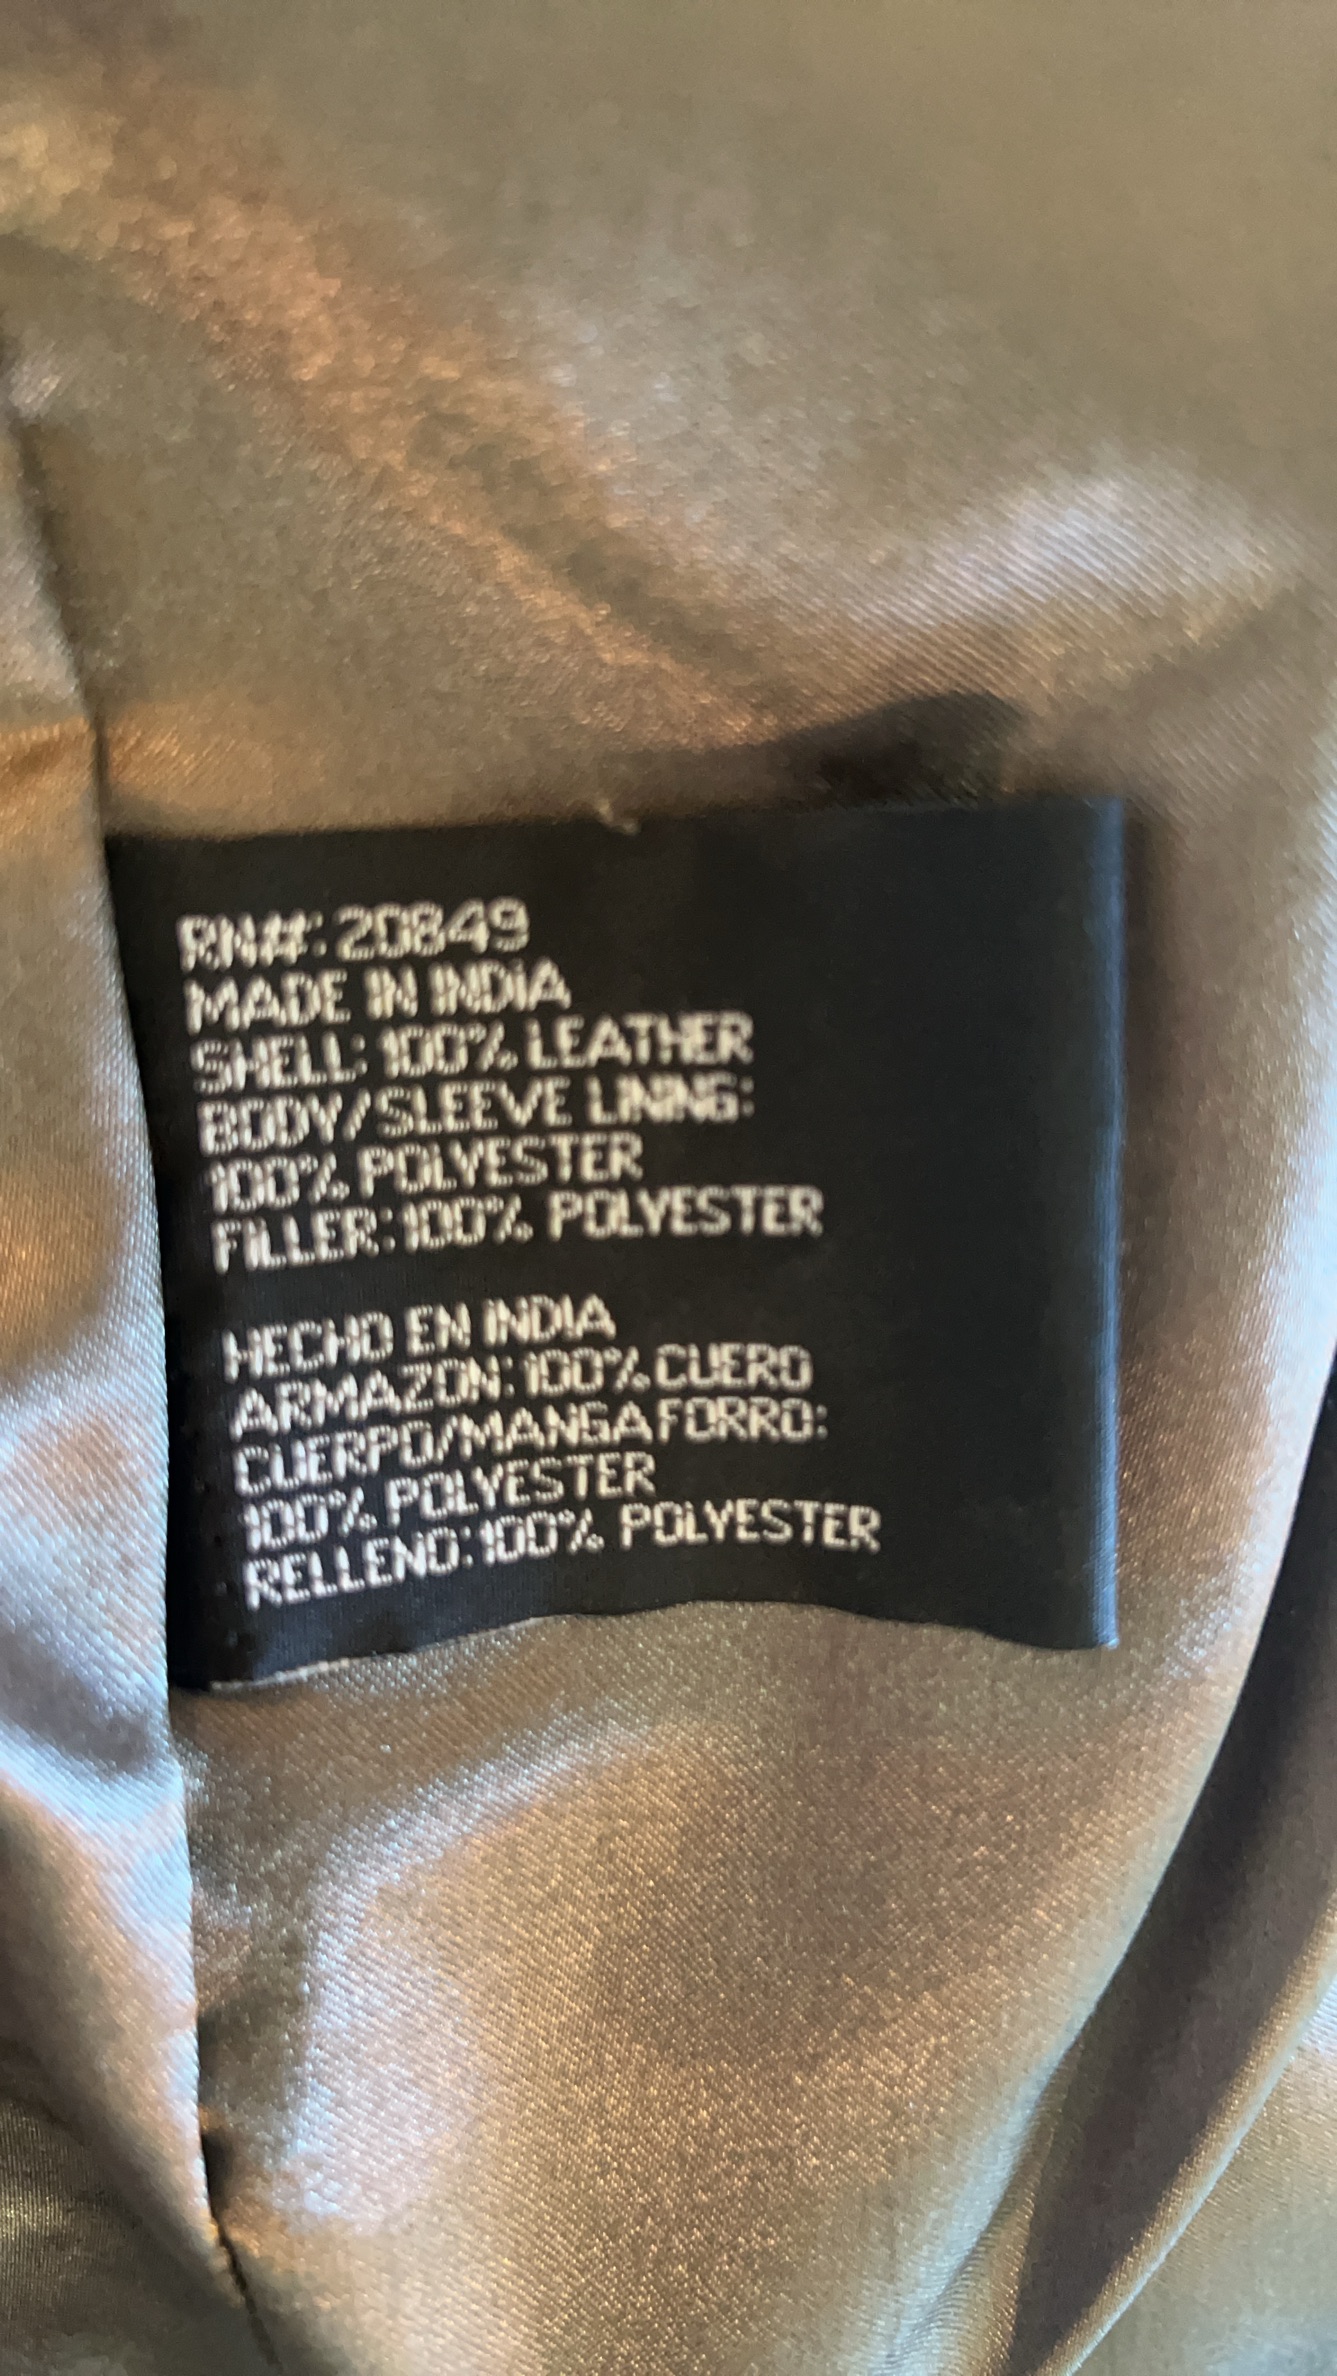 RN#: 20849
MADE IN INDIA
SHELL: 100% LEATHER
BODY/SLEEVE LINING:
100% POLYESTER
FILLER: 100% POLYESTER
HECHO EN INDIA
ARMAZON: 100% CUERO
CUERPO/MANGA FORRO:
100% POLYESTER
RELLENO: 100% POLYESTER